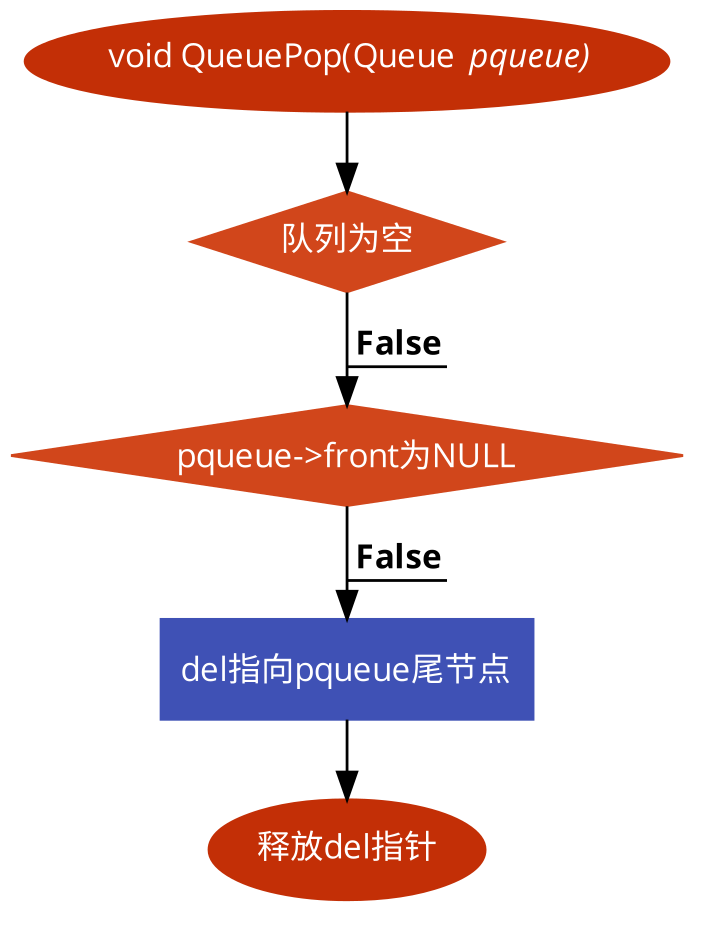 void QueuePop(Queue pqueue)
队列为空
False
pqueue->front为NULL
False
del指向pqueue尾节点
释放del指针